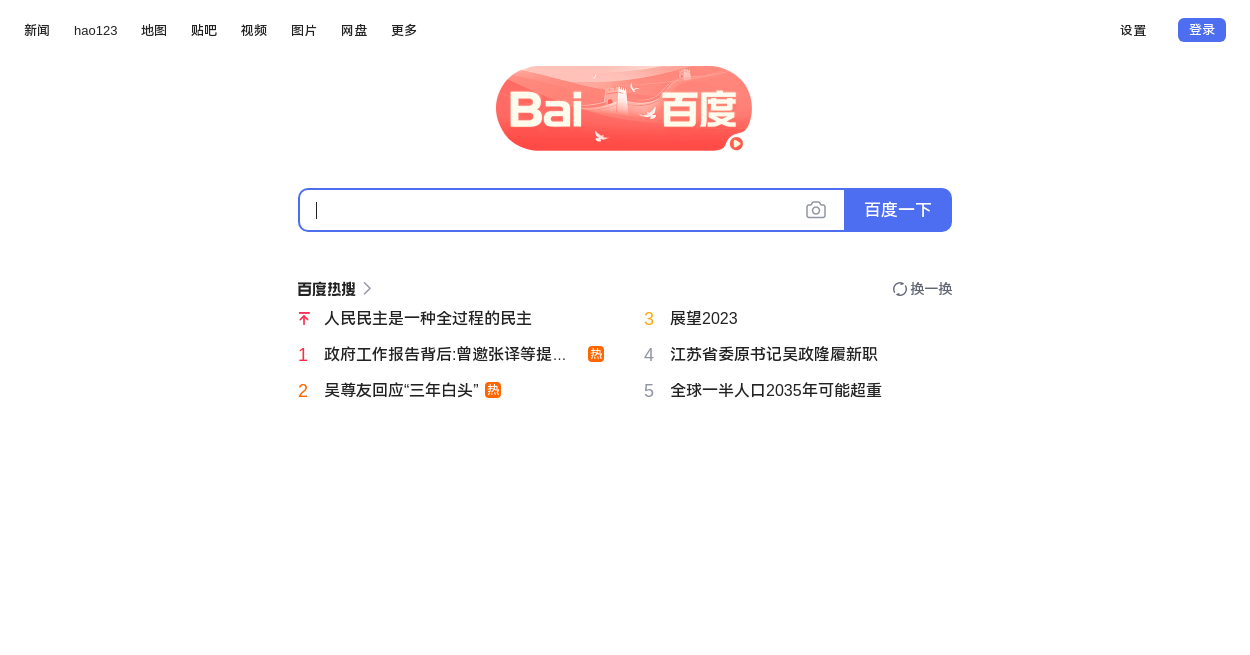 新闻 hao123 地图 贴吧 视频 图片 网盘 更多 设置 登录
Bai 百度
百度一下
百度热搜 换一换
人民民主是一种全过程的民主
3 展望2023
1 政府工作报告背后:曾邀张译等提... 热
4 江苏省委原书记吴政隆履新职
2 吴尊友回应“三年白头” 热
5 全球一半人口2035年可能超重